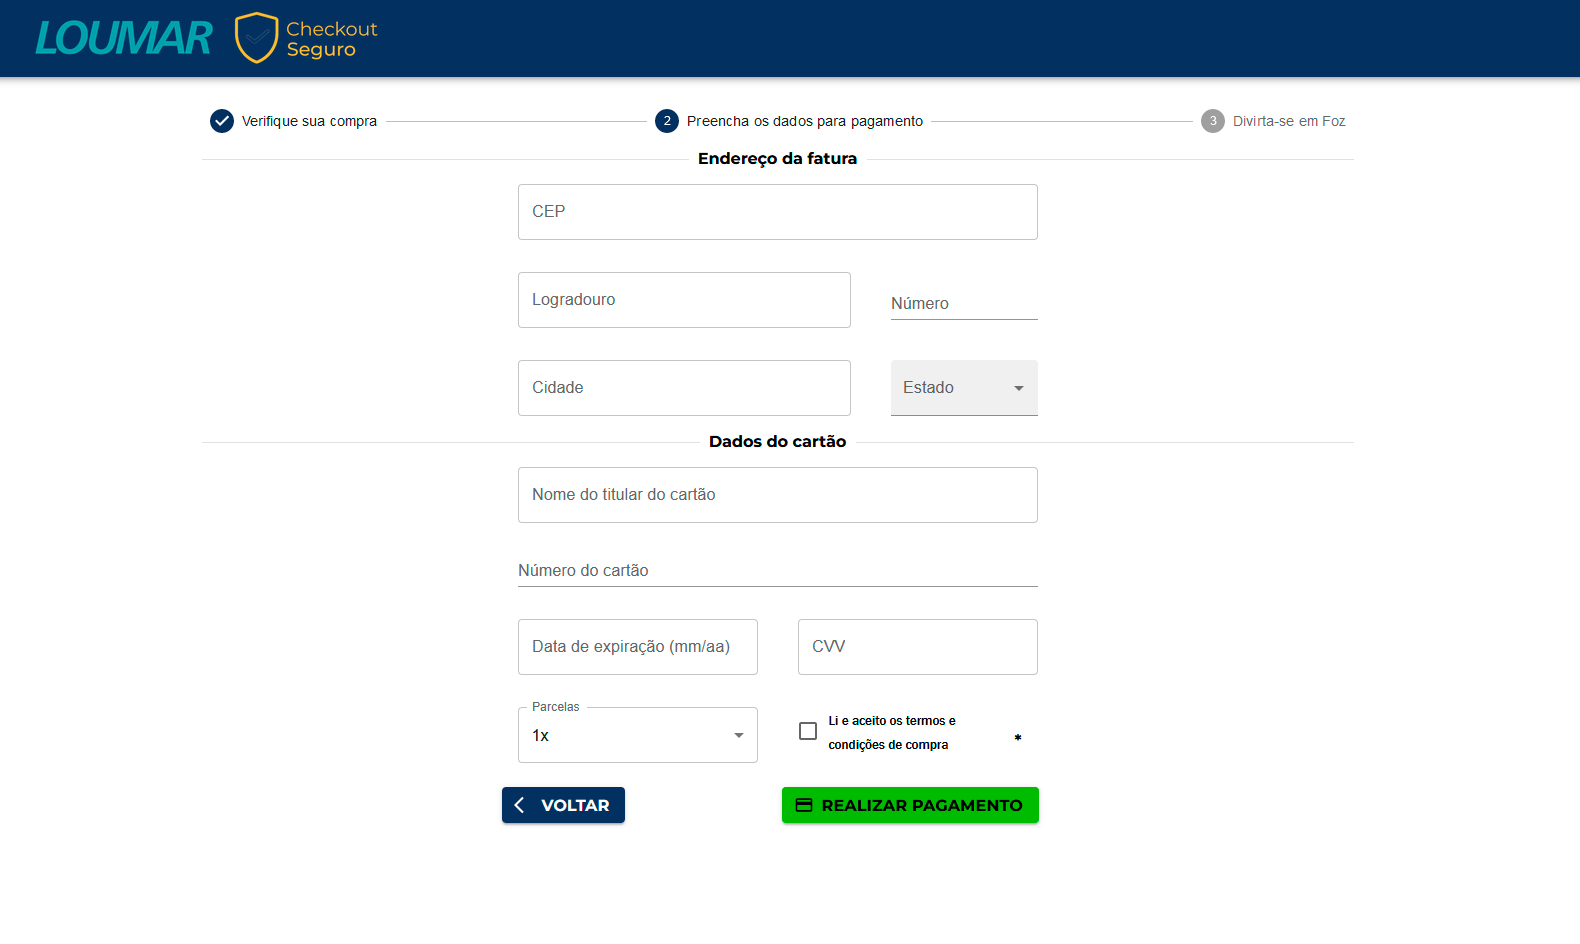 LOUMAR
Checkout
Seguro
Verifique sua compra
2 Preencha os dados para pagamento
3 Divirta-se em Foz
Endereço da fatura
CEP
Logradouro
Número
Cidade
Estado
Dados do cartão
Nome do titular do cartão
Número do cartão
Data de expiração (mm/aa)
CVV
Parcelas
1x
Li e aceito os termos e
condições de compra
*
VOLTAR
REALIZAR PAGAMENTO